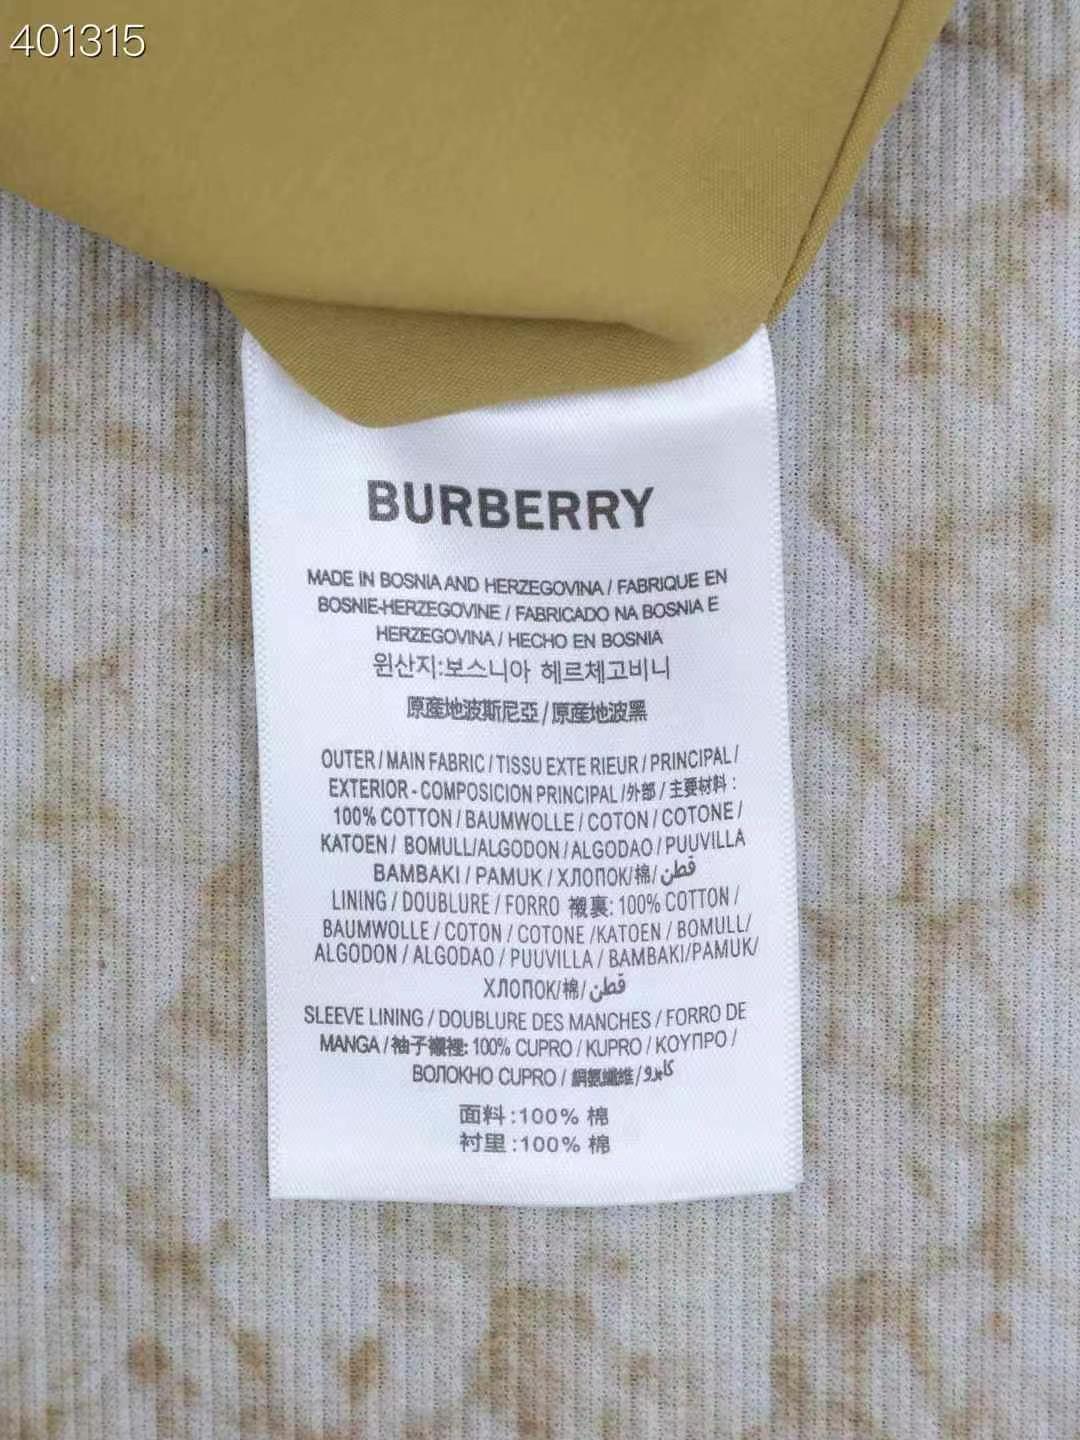 401315
BURBERRY
MADE IN BOSNIA AND HERZEGOVINA / FABRIQUE EN
BOSNIE-HERZEGOVINE / FABRICADO NA BOSNIA E
HERZEGOVINA / HECHO EN BOSNIA
원산지:보스니아 헤르체고비니
原産地波斯尼亞/原産地波黑
OUTER / MAIN FABRIC / TISSU EXTE RIEUR / PRINCIPAL /
EXTERIOR - COMPOSICION PRINCIPAL /外部 / 主要材料 :
100% COTTON / BAUMWOLLE / COTON / COTONE /
KATOEN / BOMULL/ALGODON / ALGODAO / PUUVILLA
BAMBAKI / PAMUK / ХЛОПОК/棉/قطن
LINING / DOUBLURE / FORRO 襯裏: 100% COTTON /
BAUMWOLLE / COTON / COTONE /KATOEN / BOMULL/
ALGODON / ALGODAO / PUUVILLA / BAMBAKI/PAMUK/
ХЛОПОК/棉/قطن
SLEEVE LINING / DOUBLURE DES MANCHES / FORRO DE
MANGA / 袖子襯裡: 100% CUPRO / KUPRO / ΚΟΥΠΡΟ /
ВОЛОКНО CUPRO / 銅氨纖維/كابرو
面料:100% 棉
衬里:100% 棉